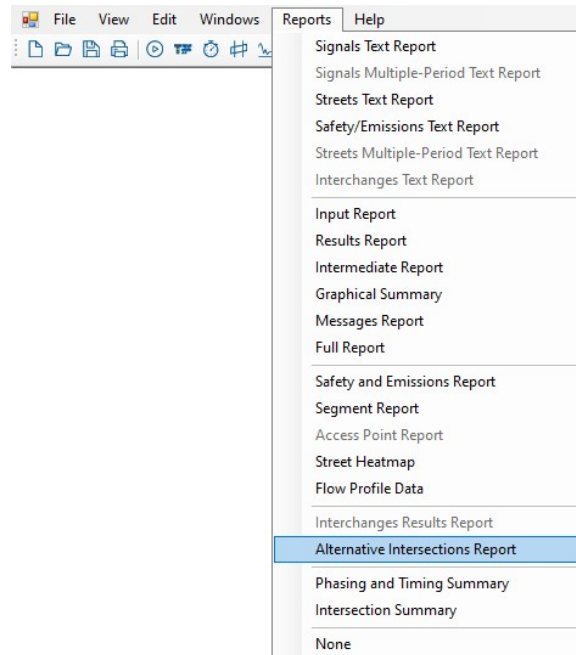 File View Edit Windows Reports Help
Signals Text Report
Signals Multiple-Period Text Report
Streets Text Report
Safety/Emissions Text Report
Streets Multiple-Period Text Report
Interchanges Text Report
Input Report
Results Report
Intermediate Report
Graphical Summary
Messages Report
Full Report
Safety and Emissions Report
Segment Report
Access Point Report
Street Heatmap
Flow Profile Data
Interchanges Results Report
Alternative Intersections Report
Phasing and Timing Summary
Intersection Summary
None